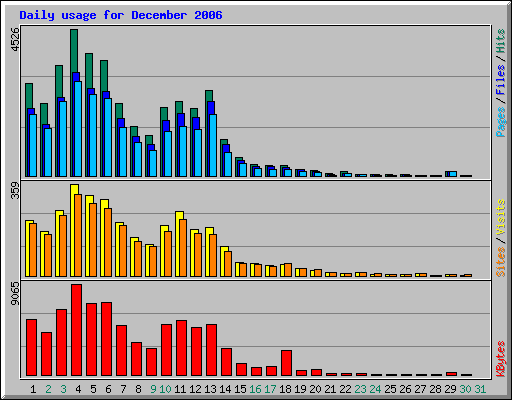 Daily usage for December 2006
4526
Pages / Files / Hits
399
Sites / Visits
9065
KBytes
1 2 3 4 5 6 7 8 9 10 11 12 13 14 15 16 17 18 19 20 21 22 23 24 25 26 27 28 29 30 31